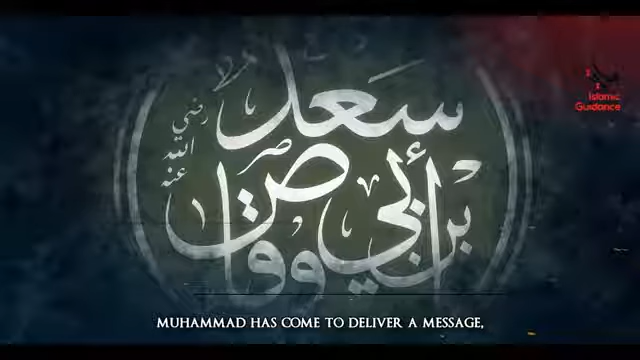 سعد
بن أبي وقاص
رضي
الله
عنه
Islamic
Guidance
MUHAMMAD HAS COME TO DELIVER A MESSAGE,